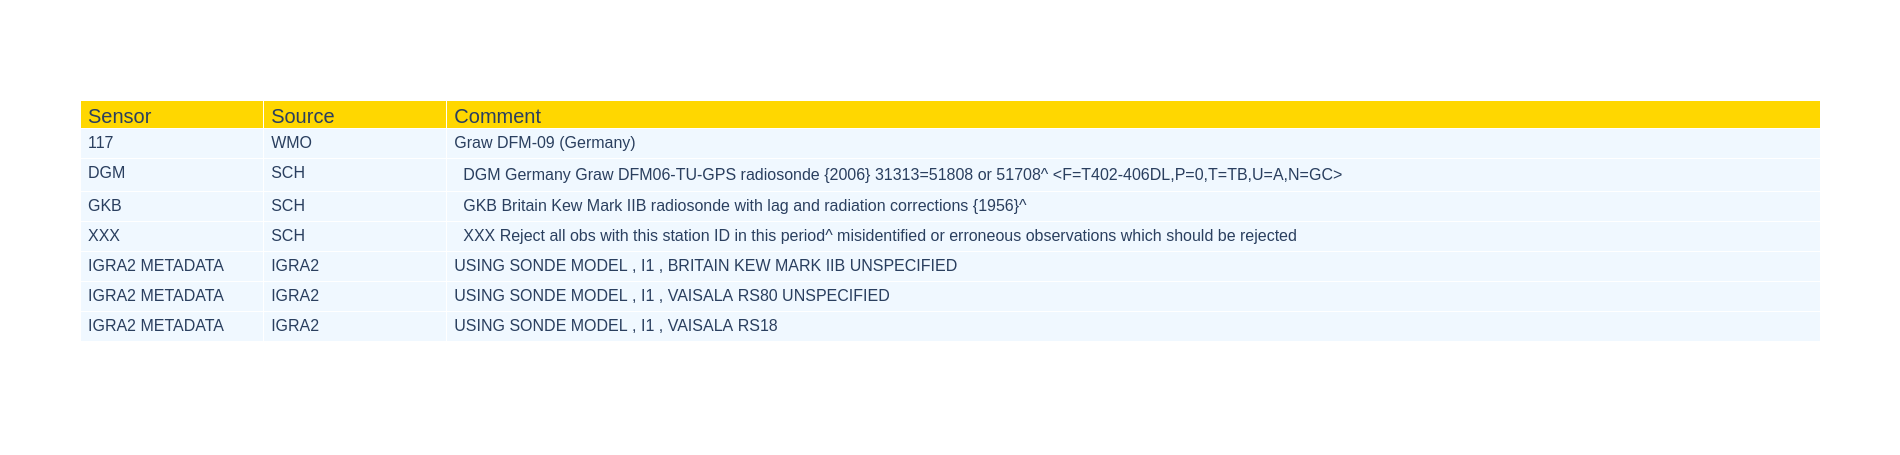 Sensor Source Comment
117 WMO Graw DFM-09 (Germany)
DGM SCH DGM Germany Graw DFM06-TU-GPS radiosonde {2006} 31313=51808 or 51708^ <F=T402-406DL,P=0,T=TB,U=A,N=GC>
GKB SCH GKB Britain Kew Mark IIB radiosonde with lag and radiation corrections {1956}^
XXX SCH XXX Reject all obs with this station ID in this period^ misidentified or erroneous observations which should be rejected
IGRA2 METADATA IGRA2 USING SONDE MODEL , I1 , BRITAIN KEW MARK IIB UNSPECIFIED
IGRA2 METADATA IGRA2 USING SONDE MODEL , I1 , VAISALA RS80 UNSPECIFIED
IGRA2 METADATA IGRA2 USING SONDE MODEL , I1 , VAISALA RS18